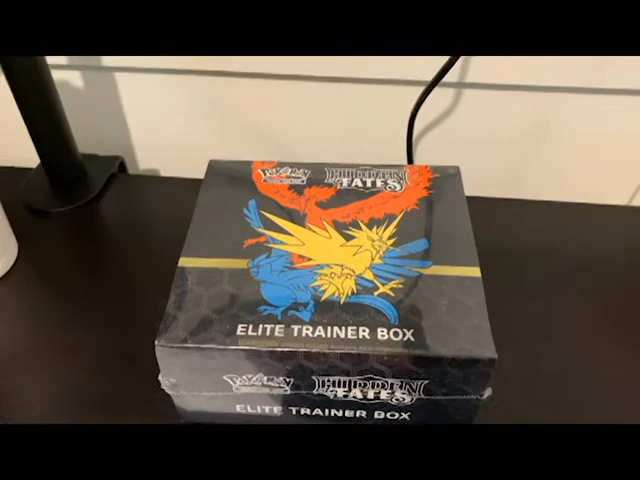 POKÉMON
HIDDEN
FATES
ELITE TRAINER BOX
POKÉMON
HIDDEN
FATES
ELITE TRAINER BOX